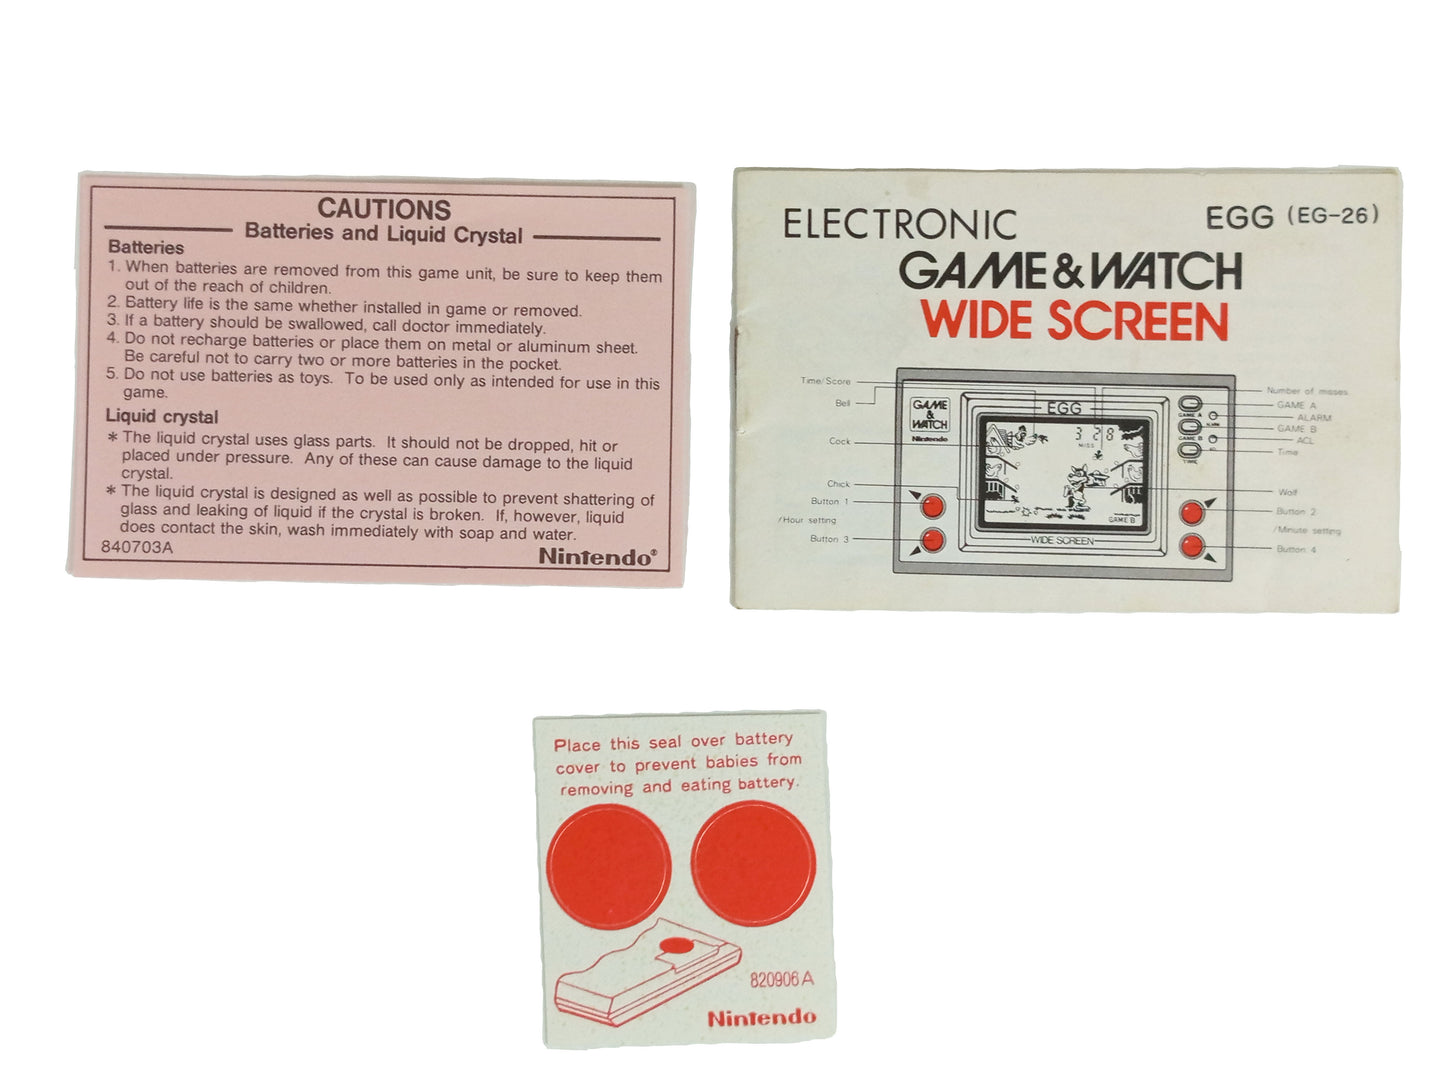 CAUTIONS
Batteries and Liquid Crystal
Batteries
1. When batteries are removed from this game unit, be sure to keep them
out of the reach of children.
2. Battery life is the same whether installed in game or removed.
3. If a battery should be swallowed, call doctor immediately.
4. Do not recharge batteries or place them on metal or aluminum sheet.
Be careful not to carry two or more batteries in the pocket.
5. Do not use batteries as toys. To be used only as intended for use in this
game.
Liquid crystal
* The liquid crystal uses glass parts. It should not be dropped, hit or
placed under pressure. Any of these can cause damage to the liquid
crystal.
* The liquid crystal is designed as well as possible to prevent shattering of
glass and leaking of liquid if the crystal is broken. If, however, liquid
does contact the skin, wash immediately with soap and water.
840703A
Nintendo®
ELECTRONIC
EGG (EG-26)
GAME & WATCH
WIDE SCREEN
Time/Score
Bell
Cock
Chick
Button 1
/Hour setting
Button 3
GAME
&
WATCH
Nintendo
EGG
3 28
MISS
GAME B
WIDE SCREEN
GAME A
ALARM
GAME B
TIME
Number of misses
GAME A
ALARM
GAME B
ACL
Time
Wolf
Button 2
/Minute setting
Button 4
Place this seal over battery
cover to prevent babies from
removing and eating battery.
820906A
Nintendo